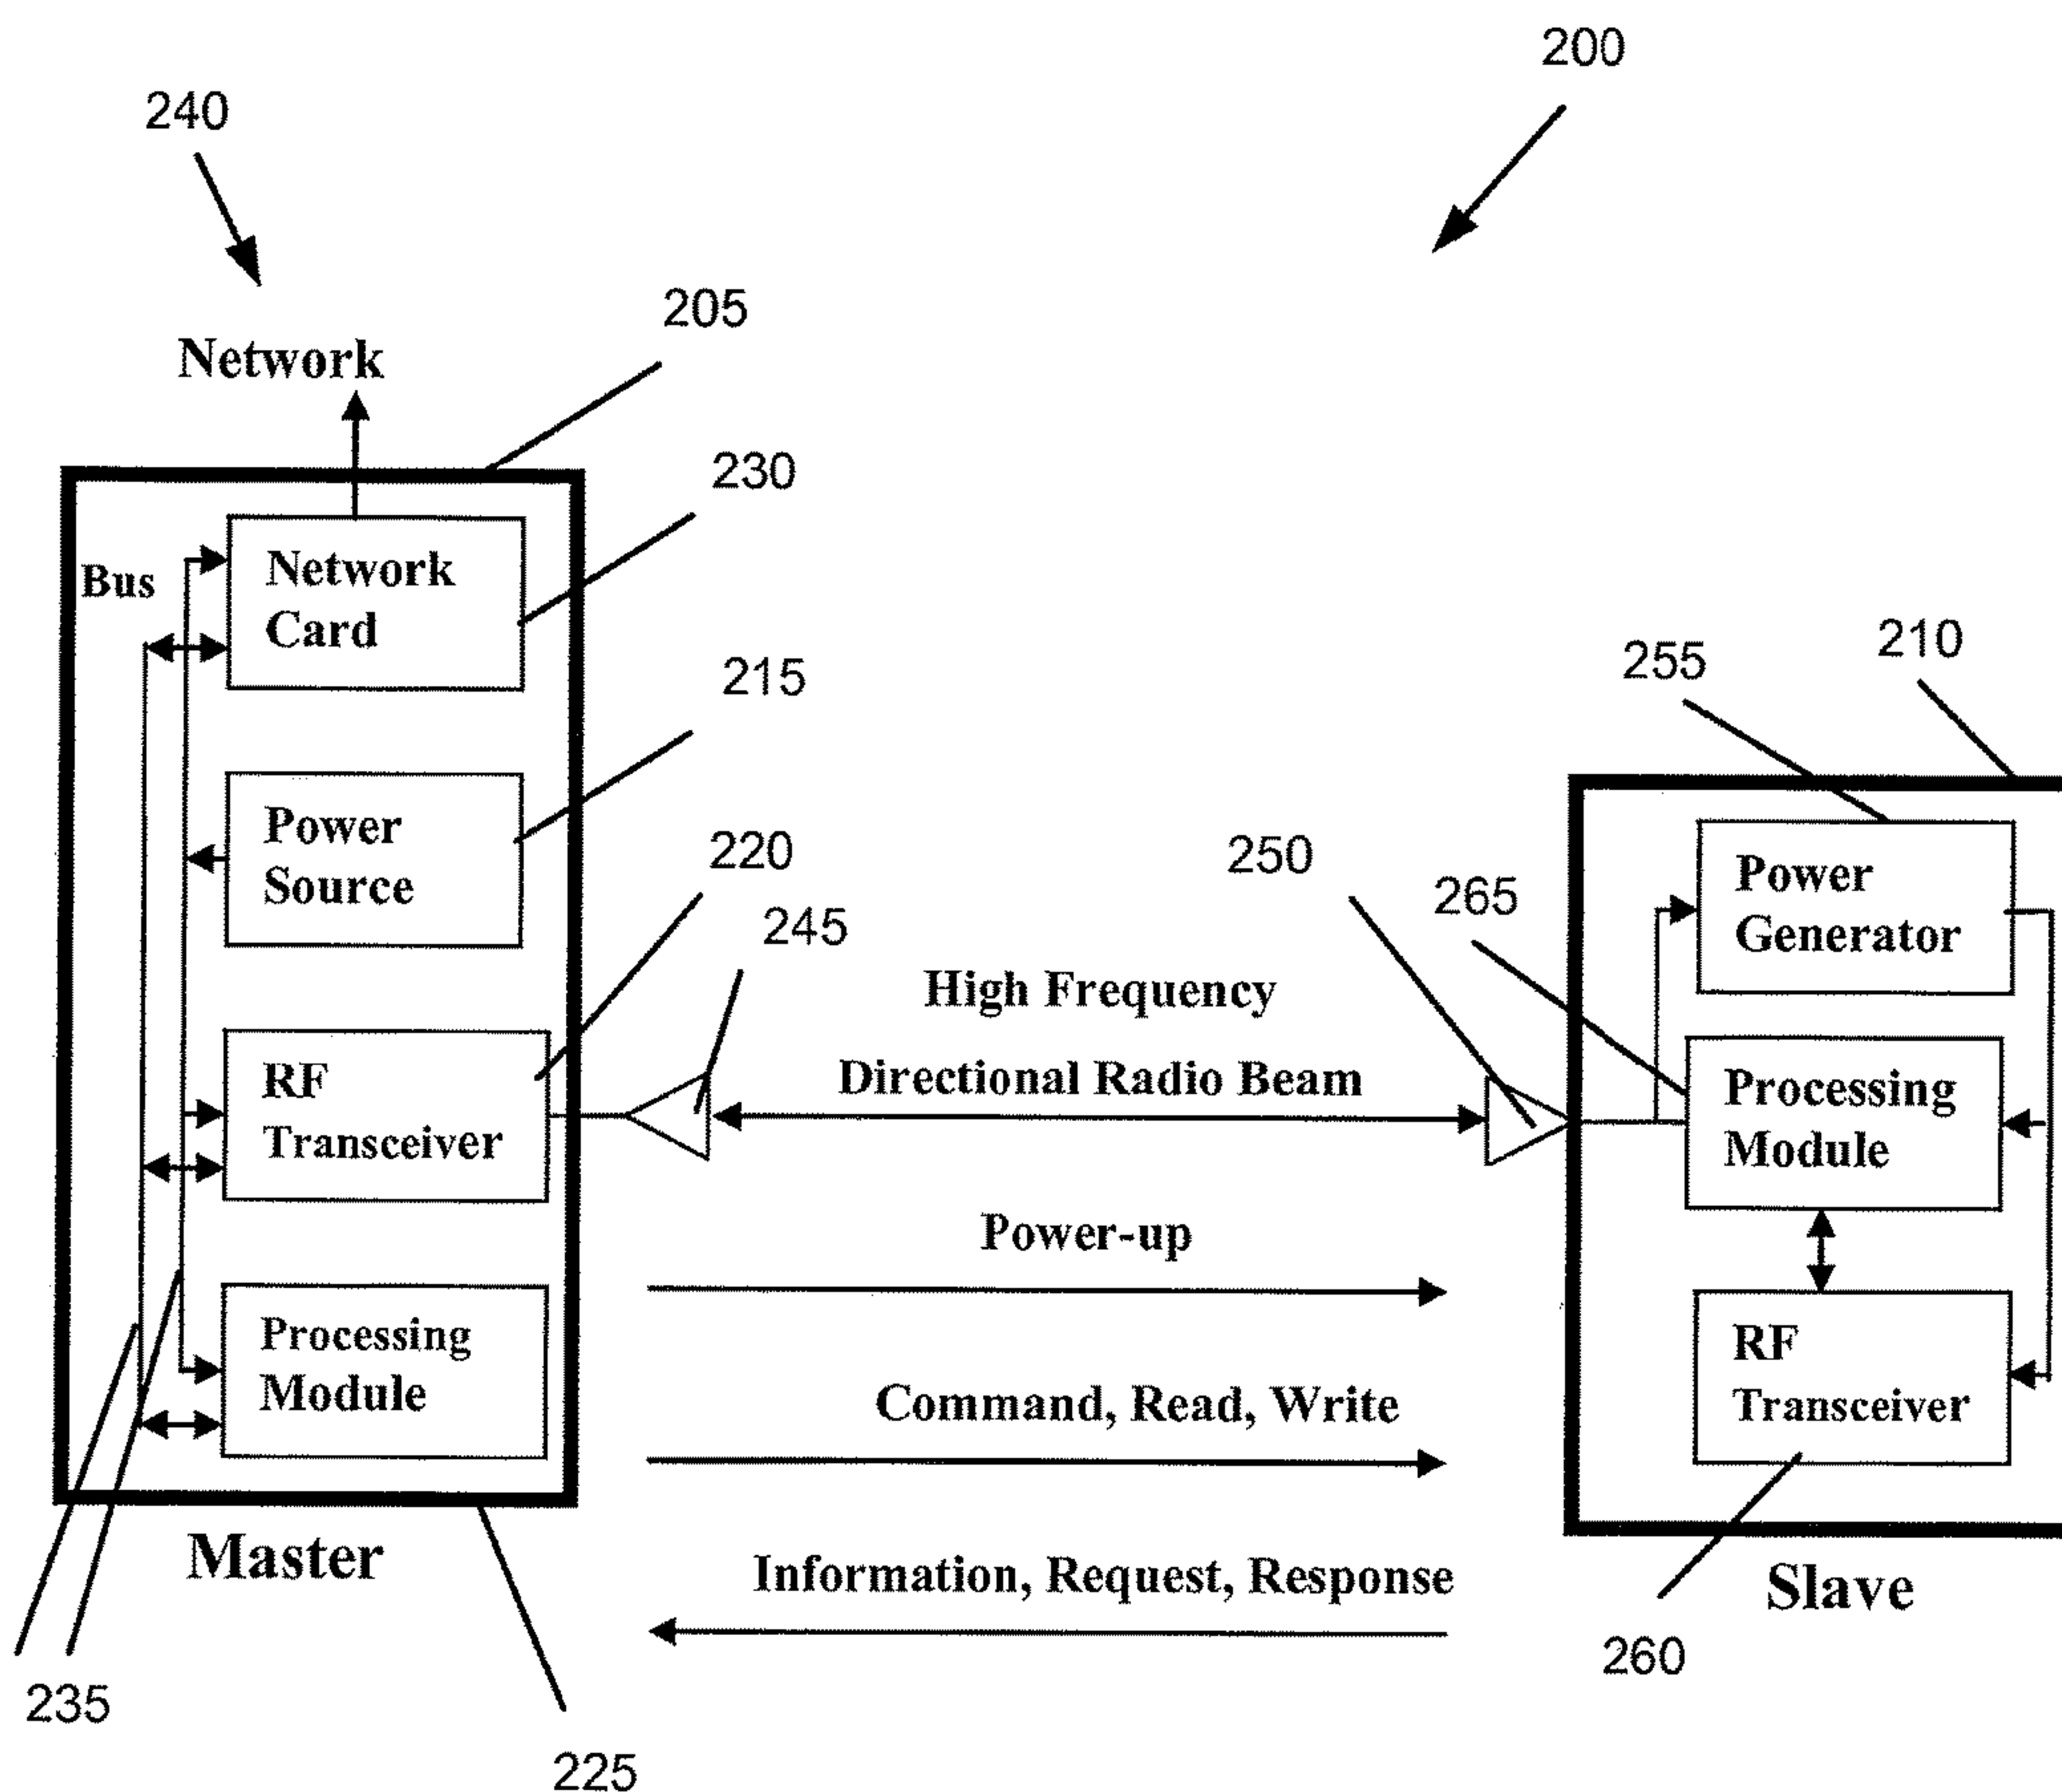 200
240
205
Network
230
Bus
Network
Card
215
Power
Source
220
245
RF
Transceiver
Processing
Module
Master
235
225
High Frequency
Directional Radio Beam
Power-up
Command, Read, Write
Information, Request, Response
250
265
255
210
Power
Generator
Processing
Module
RF
Transceiver
Slave
260